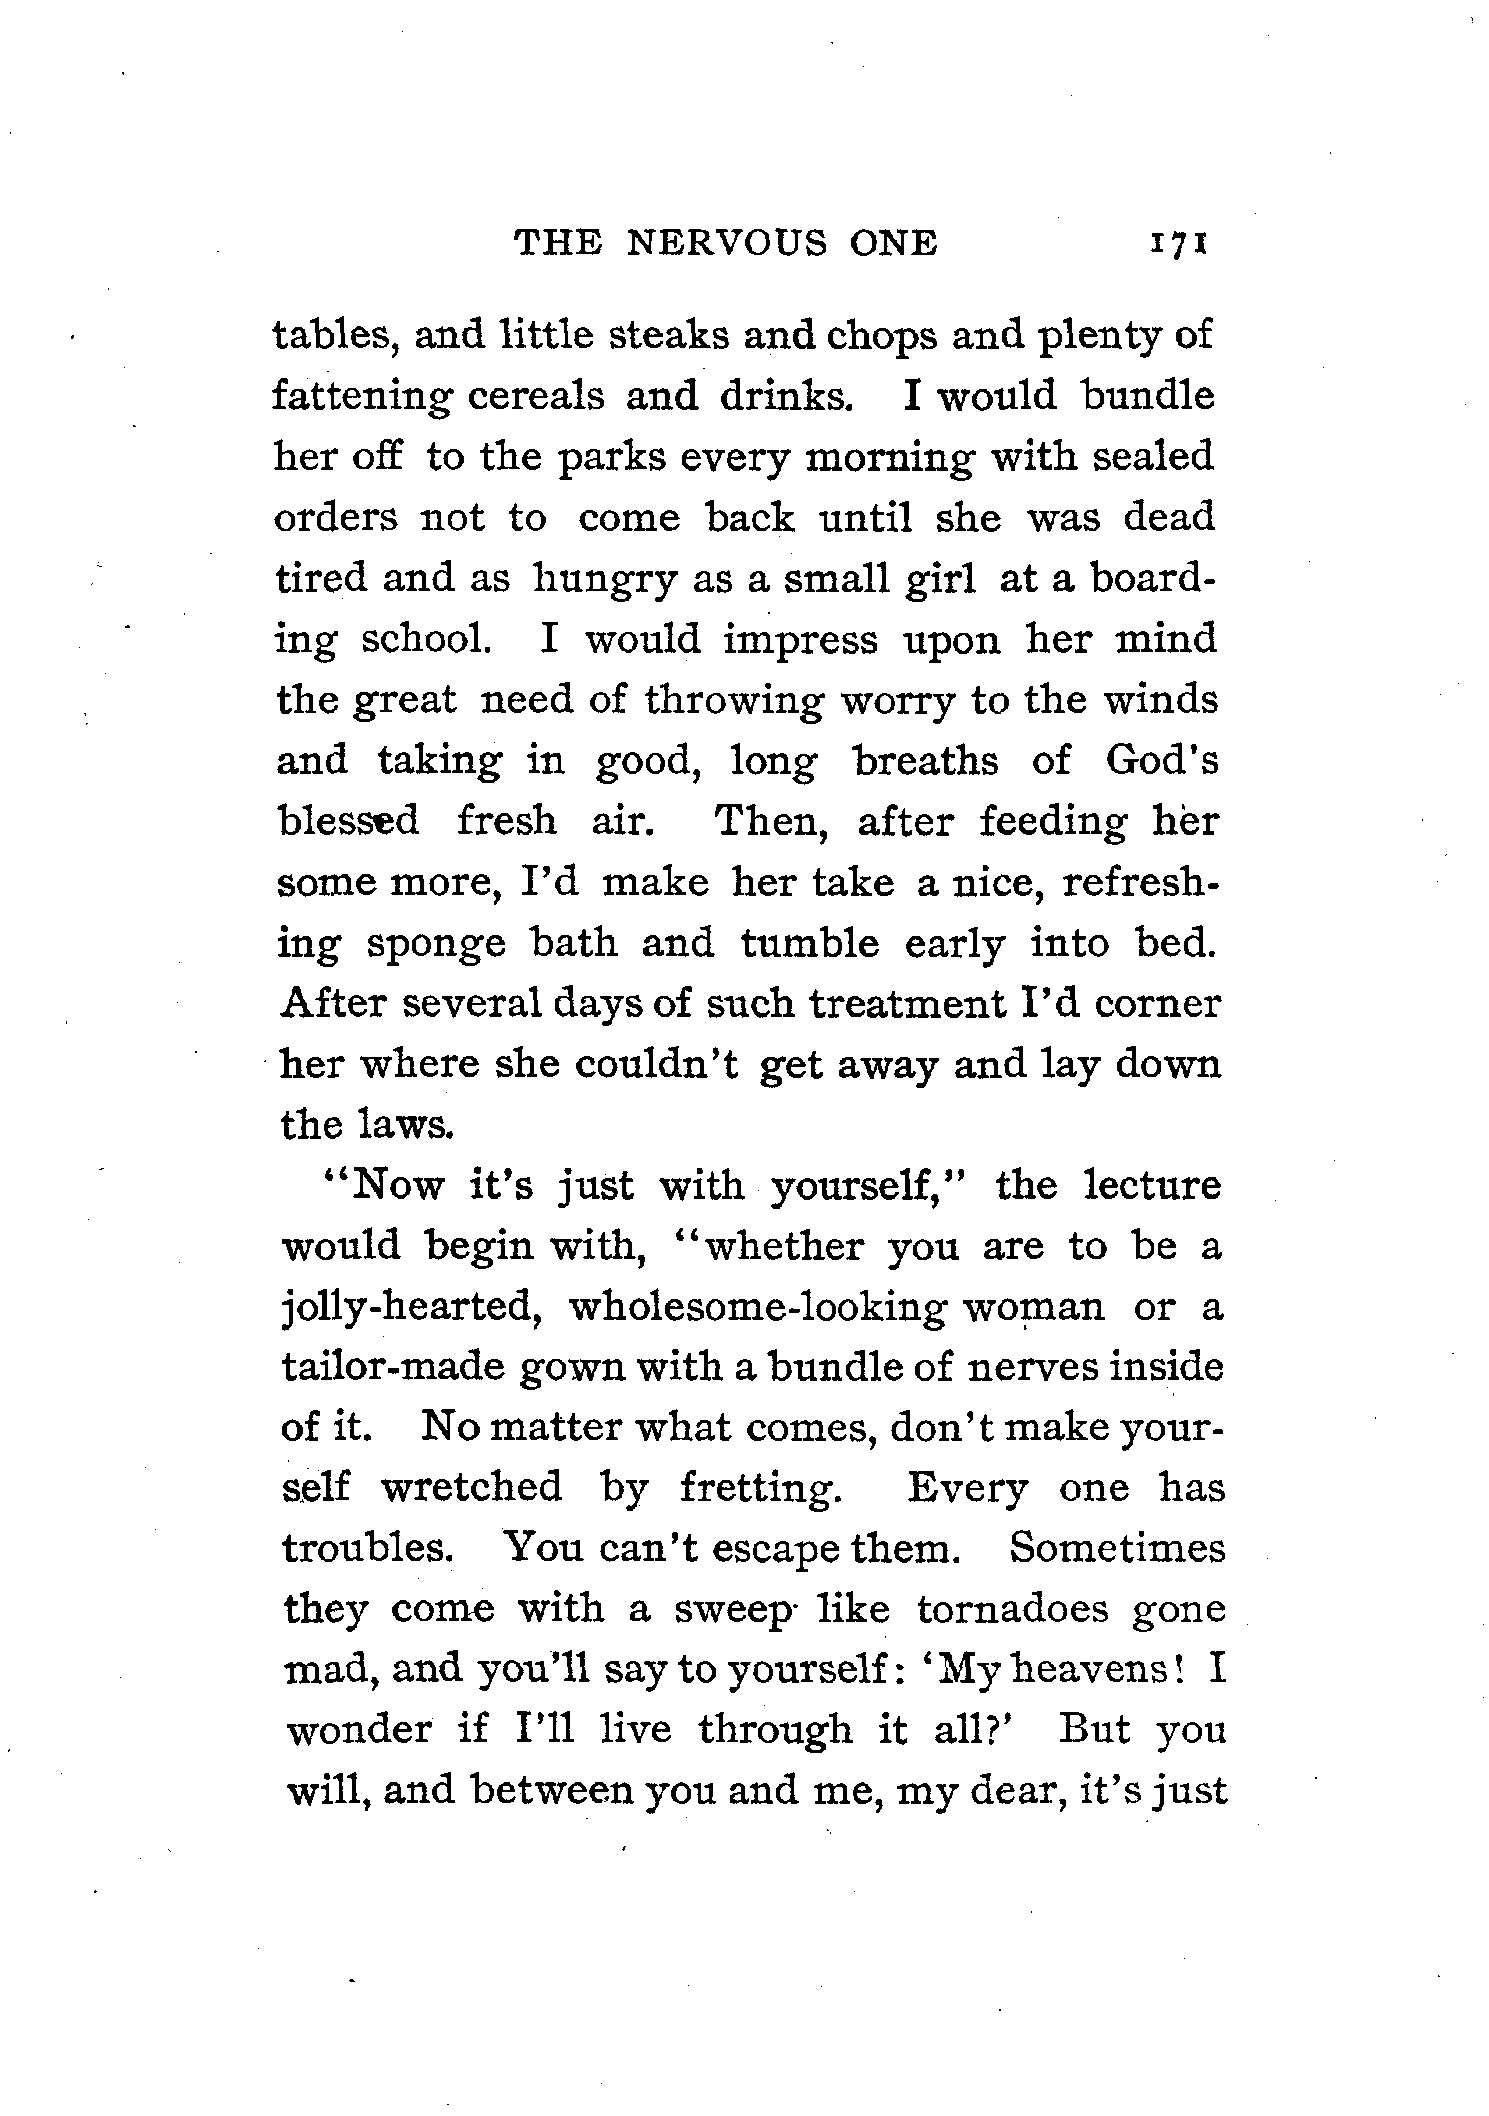 THE NERVOUS ONE 171
tables, and little steaks and chops and plenty of
fattening cereals and drinks. I would bundle
her off to the parks every morning with sealed
orders not to come back until she was dead
tired and as hungry as a small girl at a board-
ing school. I would impress upon her mind
the great need of throwing worry to the winds
and taking in good, long breaths of God's
blessed fresh air. Then, after feeding her
some more, I'd make her take a nice, refresh-
ing sponge bath and tumble early into bed.
After several days of such treatment I'd corner
her where she couldn't get away and lay down
the laws.
"Now it's just with yourself," the lecture
would begin with, "whether you are to be a
jolly-hearted, wholesome-looking woman or a
tailor-made gown with a bundle of nerves inside
of it. No matter what comes, don't make your-
self wretched by fretting. Every one has
troubles. You can't escape them. Sometimes
they come with a sweep like tornadoes gone
mad, and you'll say to yourself: 'My heavens! I
wonder if I'll live through it all?' But you
will, and between you and me, my dear, it's just